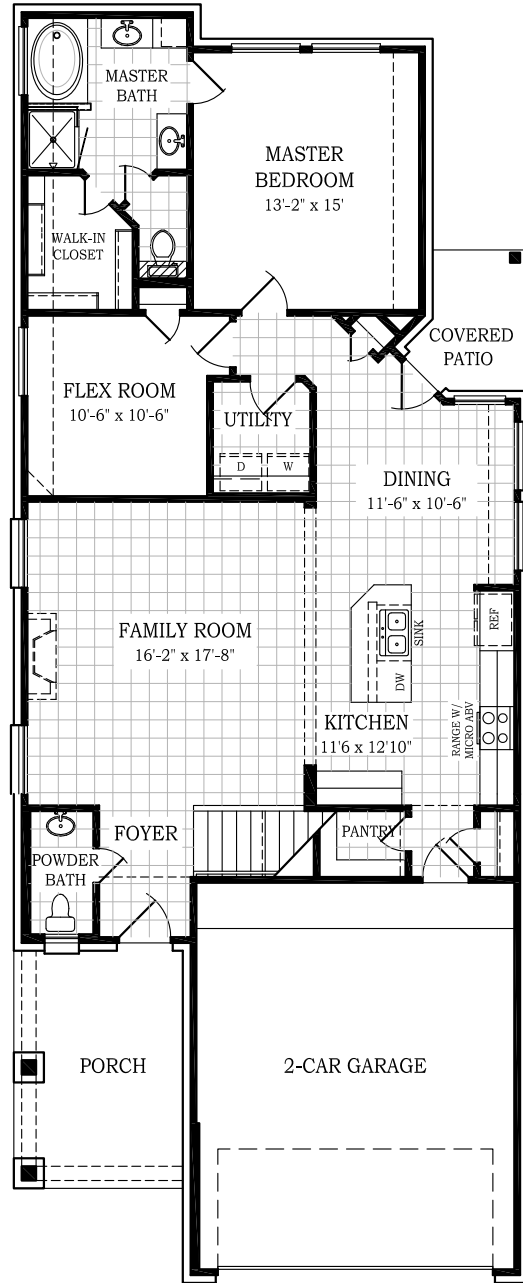 MASTER
BATH
MASTER
BEDROOM
13'-2" x 15'
WALK-IN
CLOSET
COVERED
PATIO
FLEX ROOM
10'-6" x 10'-6"
UTILITY
D
W
DINING
11'-6" x 10'-6"
FAMILY ROOM
16'-2" x 17'-8"
SINK
REF
DW
KITCHEN
11'6 x 12'10"
RANGE W/
MICRO ABV
FOYER
PANTRY
POWDER
BATH
PORCH
2-CAR GARAGE